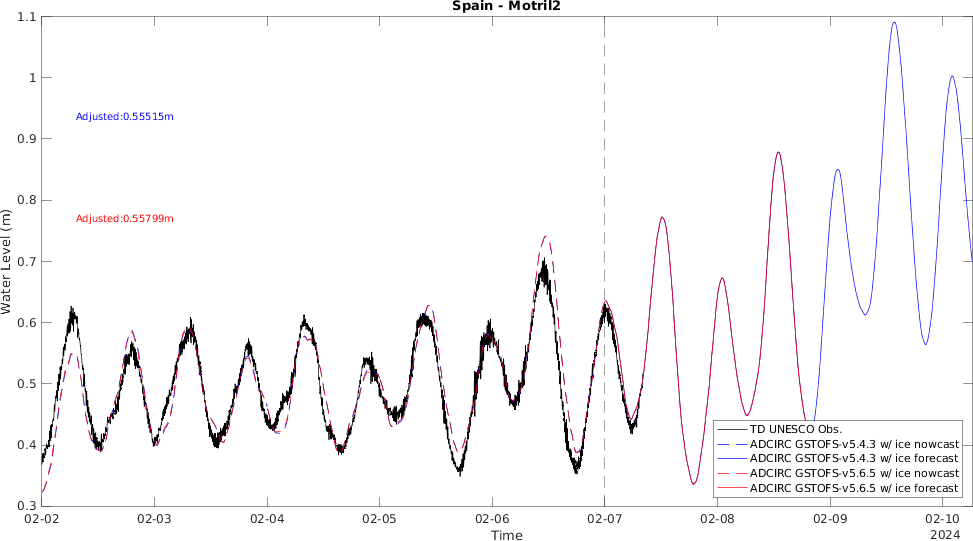 Spain - Motril2
1.1
1
0.9
0.8
0.7
0.6
0.5
0.4
0.3
Water Level (m)
Adjusted:0.55515m
Adjusted:0.55799m
TD UNESCO Obs.
ADCIRC GSTOFS-v5.4.3 w/ ice nowcast
ADCIRC GSTOFS-v5.4.3 w/ ice forecast
ADCIRC GSTOFS-v5.6.5 w/ ice nowcast
ADCIRC GSTOFS-v5.6.5 w/ ice forecast
02-02 02-03 02-04 02-05 02-06 02-07 02-08 02-09 02-10
Time
2024